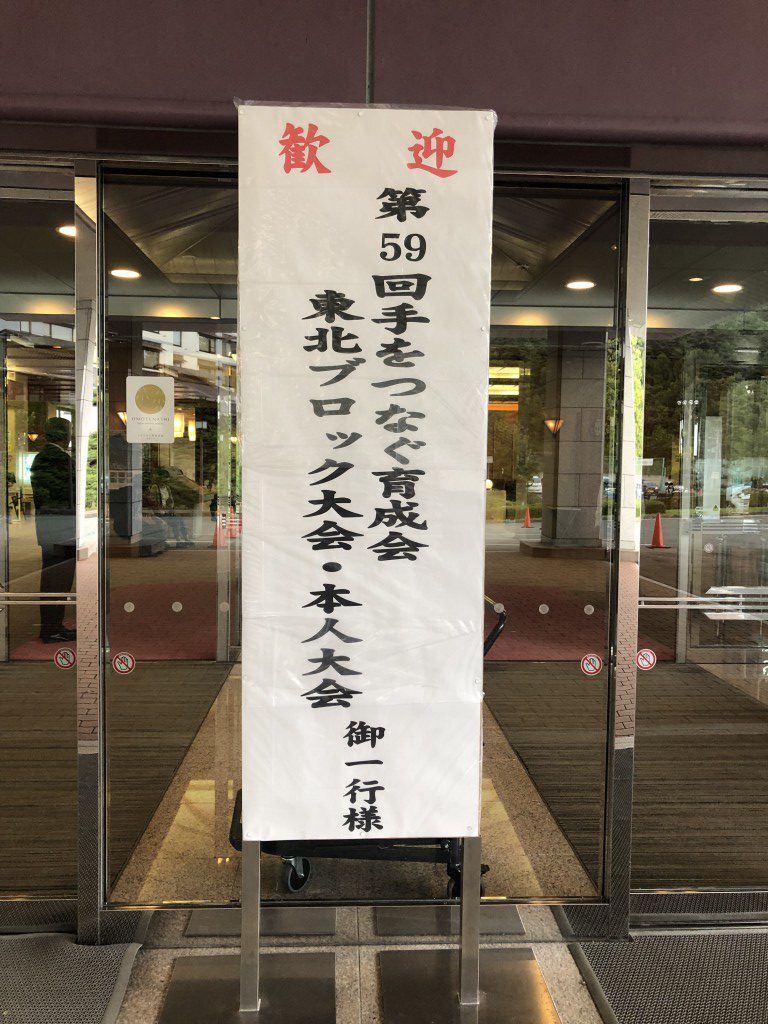 歓迎
第59回手をつなぐ育成会
東北ブロック大会・本人大会
御一行様
OMOTENASHI